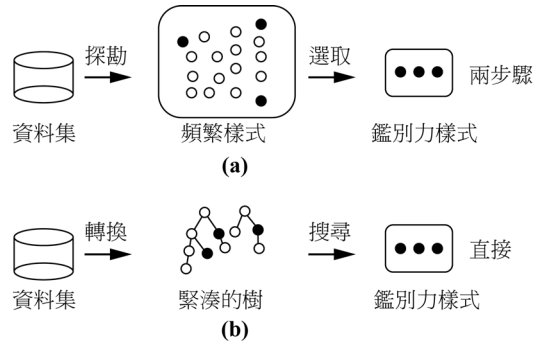 探勘
選取
兩步驟
資料集
頻繁樣式
鑑別力樣式
(a)
轉換
搜尋
直接
資料集
緊湊的樹
鑑別力樣式
(b)